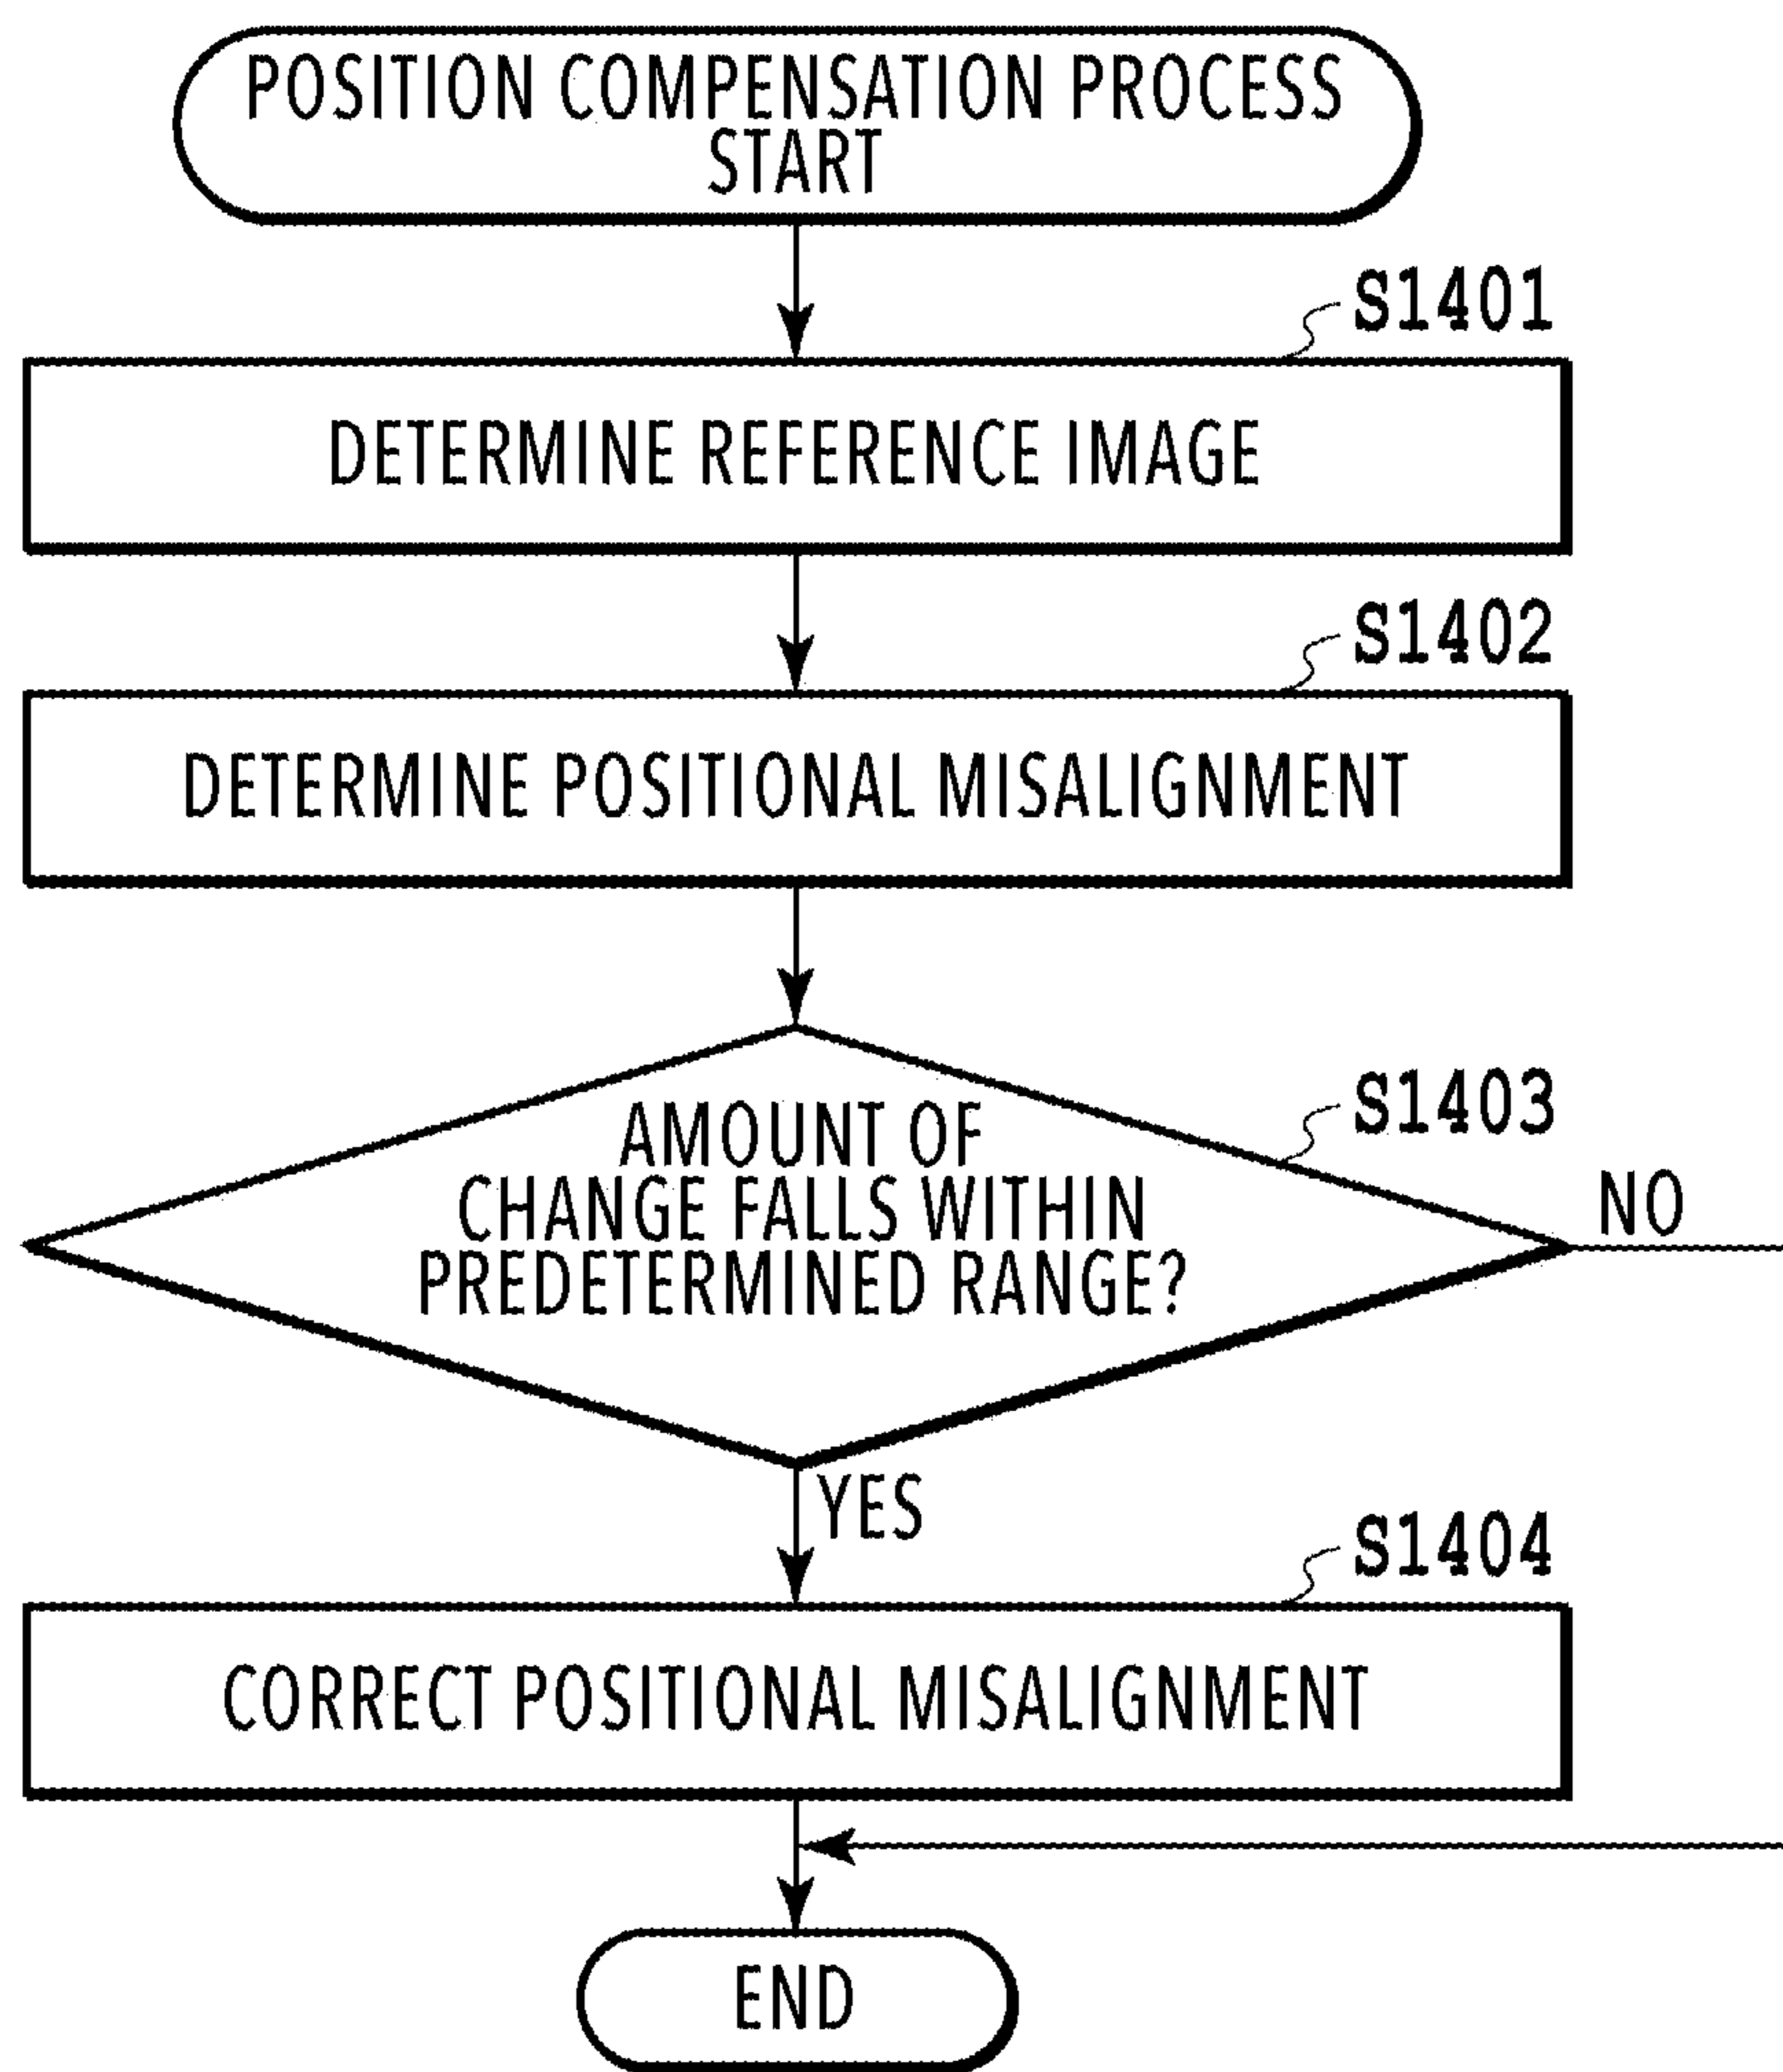 POSITION COMPENSATION PROCESS
START
S1401
DETERMINE REFERENCE IMAGE
S1402
DETERMINE POSITIONAL MISALIGNMENT
S1403
AMOUNT OF
CHANGE FALLS WITHIN
PREDETERMINED RANGE?
NO
YES
S1404
CORRECT POSITIONAL MISALIGNMENT
END